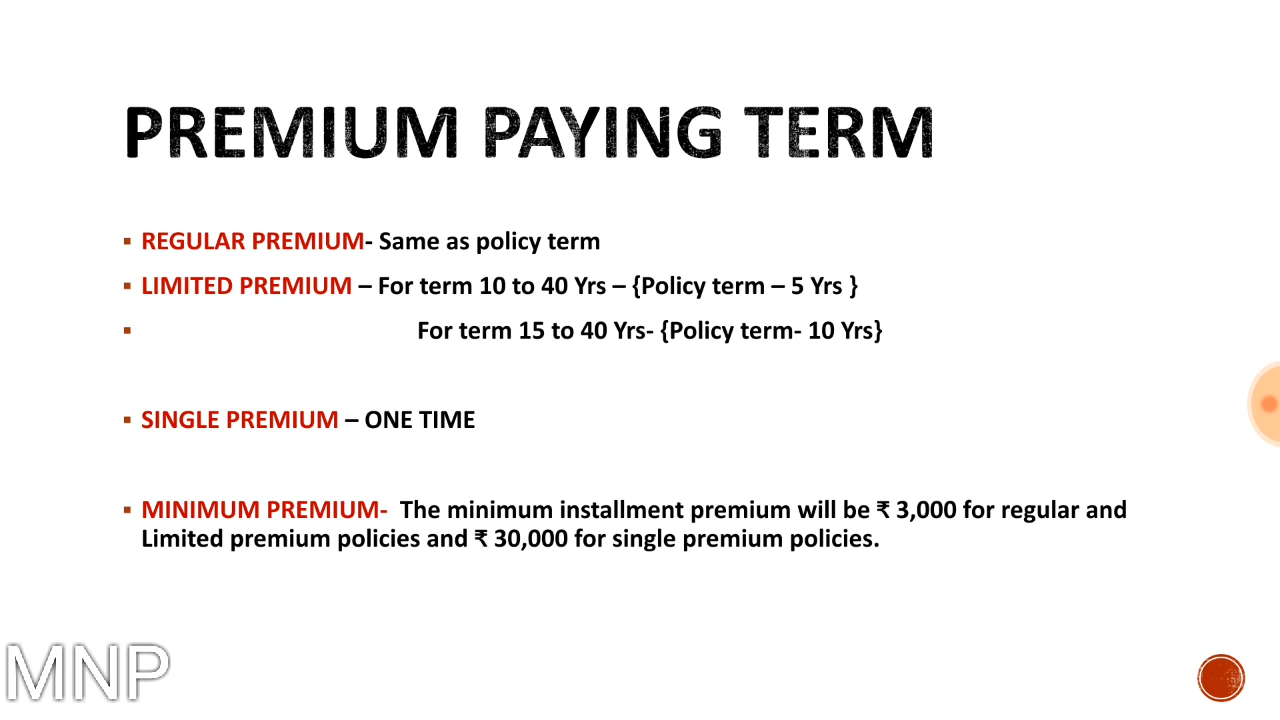 PREMIUM PAYING TERM
▪ REGULAR PREMIUM- Same as policy term
▪ LIMITED PREMIUM – For term 10 to 40 Yrs – {Policy term – 5 Yrs }
▪ For term 15 to 40 Yrs- {Policy term- 10 Yrs}
▪ SINGLE PREMIUM – ONE TIME
▪ MINIMUM PREMIUM- The minimum installment premium will be ₹ 3,000 for regular and
Limited premium policies and ₹ 30,000 for single premium policies.
MNP